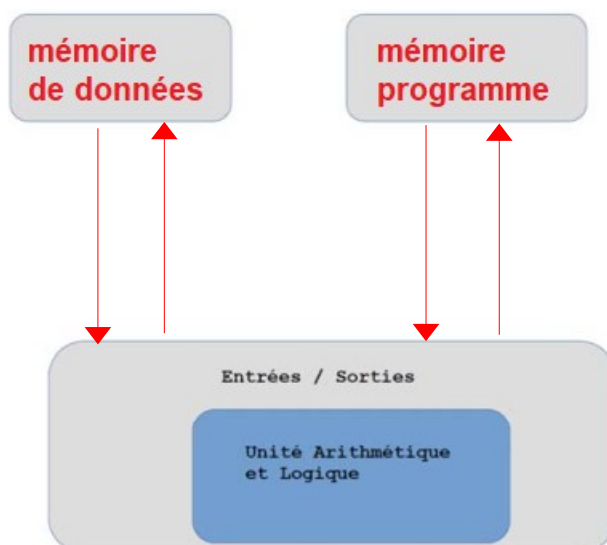 mémoire
de données
mémoire
programme
Entrées / Sorties
Unité Arithmétique
et Logique